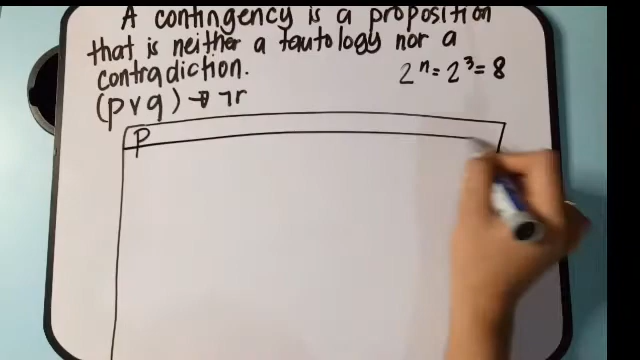 A contingency is a proposition
that is neither a tautology nor a
contradiction.
2ⁿ = 2³ = 8
(p ∨ q) → ¬r
p